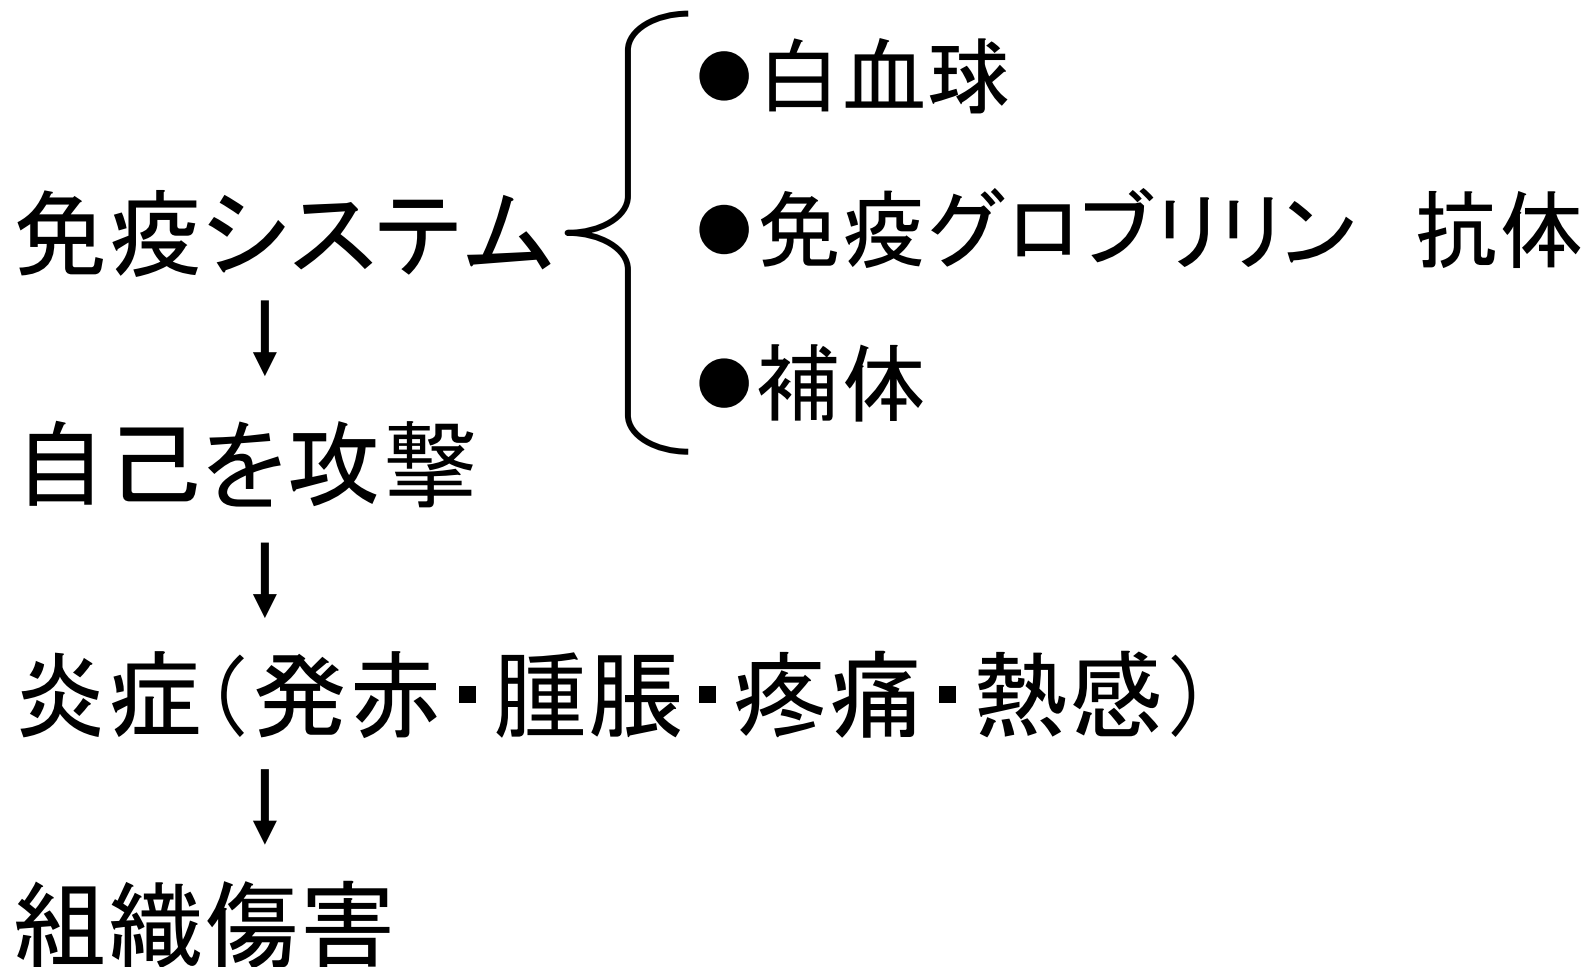 ●白血球
免疫システム
●免疫グロブリリン　抗体
●補体
自己を攻撃
炎症（発赤・腫脹・疼痛・熱感）
組織傷害